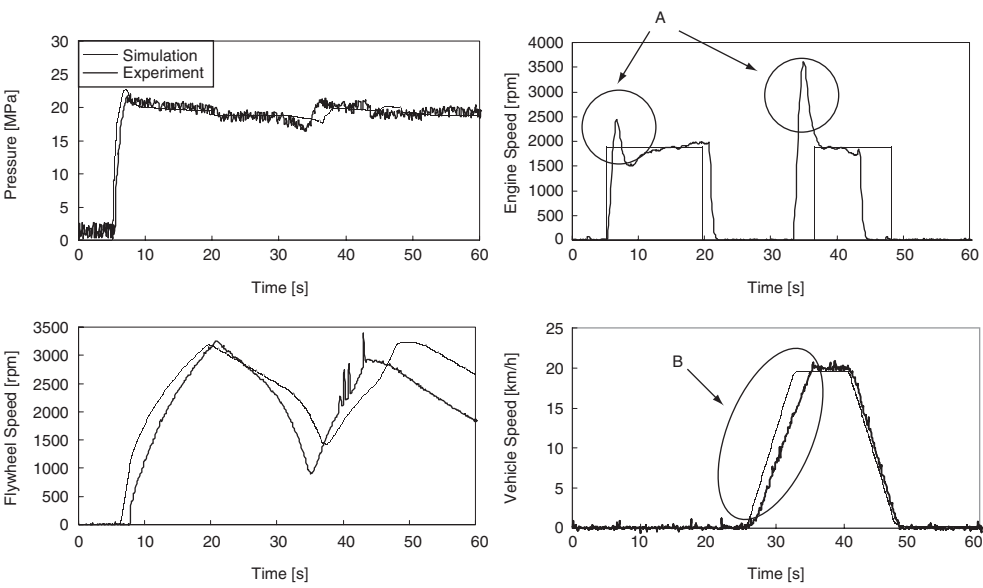 30
25
20
15
10
5
0
Pressure [MPa]
Simulation
Experiment
0 10 20 30 40 50 60
Time [s]
A
4000
3500
3000
2500
2000
1500
1000
500
0
Engine Speed [rpm]
0 10 20 30 40 50 60
Time [s]
3500
3000
2500
2000
1500
1000
500
0
Flywheel Speed [rpm]
0 10 20 30 40 50 60
Time [s]
25
20
15
10
5
0
Vehicle Speed [km/h]
B
0 10 20 30 40 50 60
Time [s]